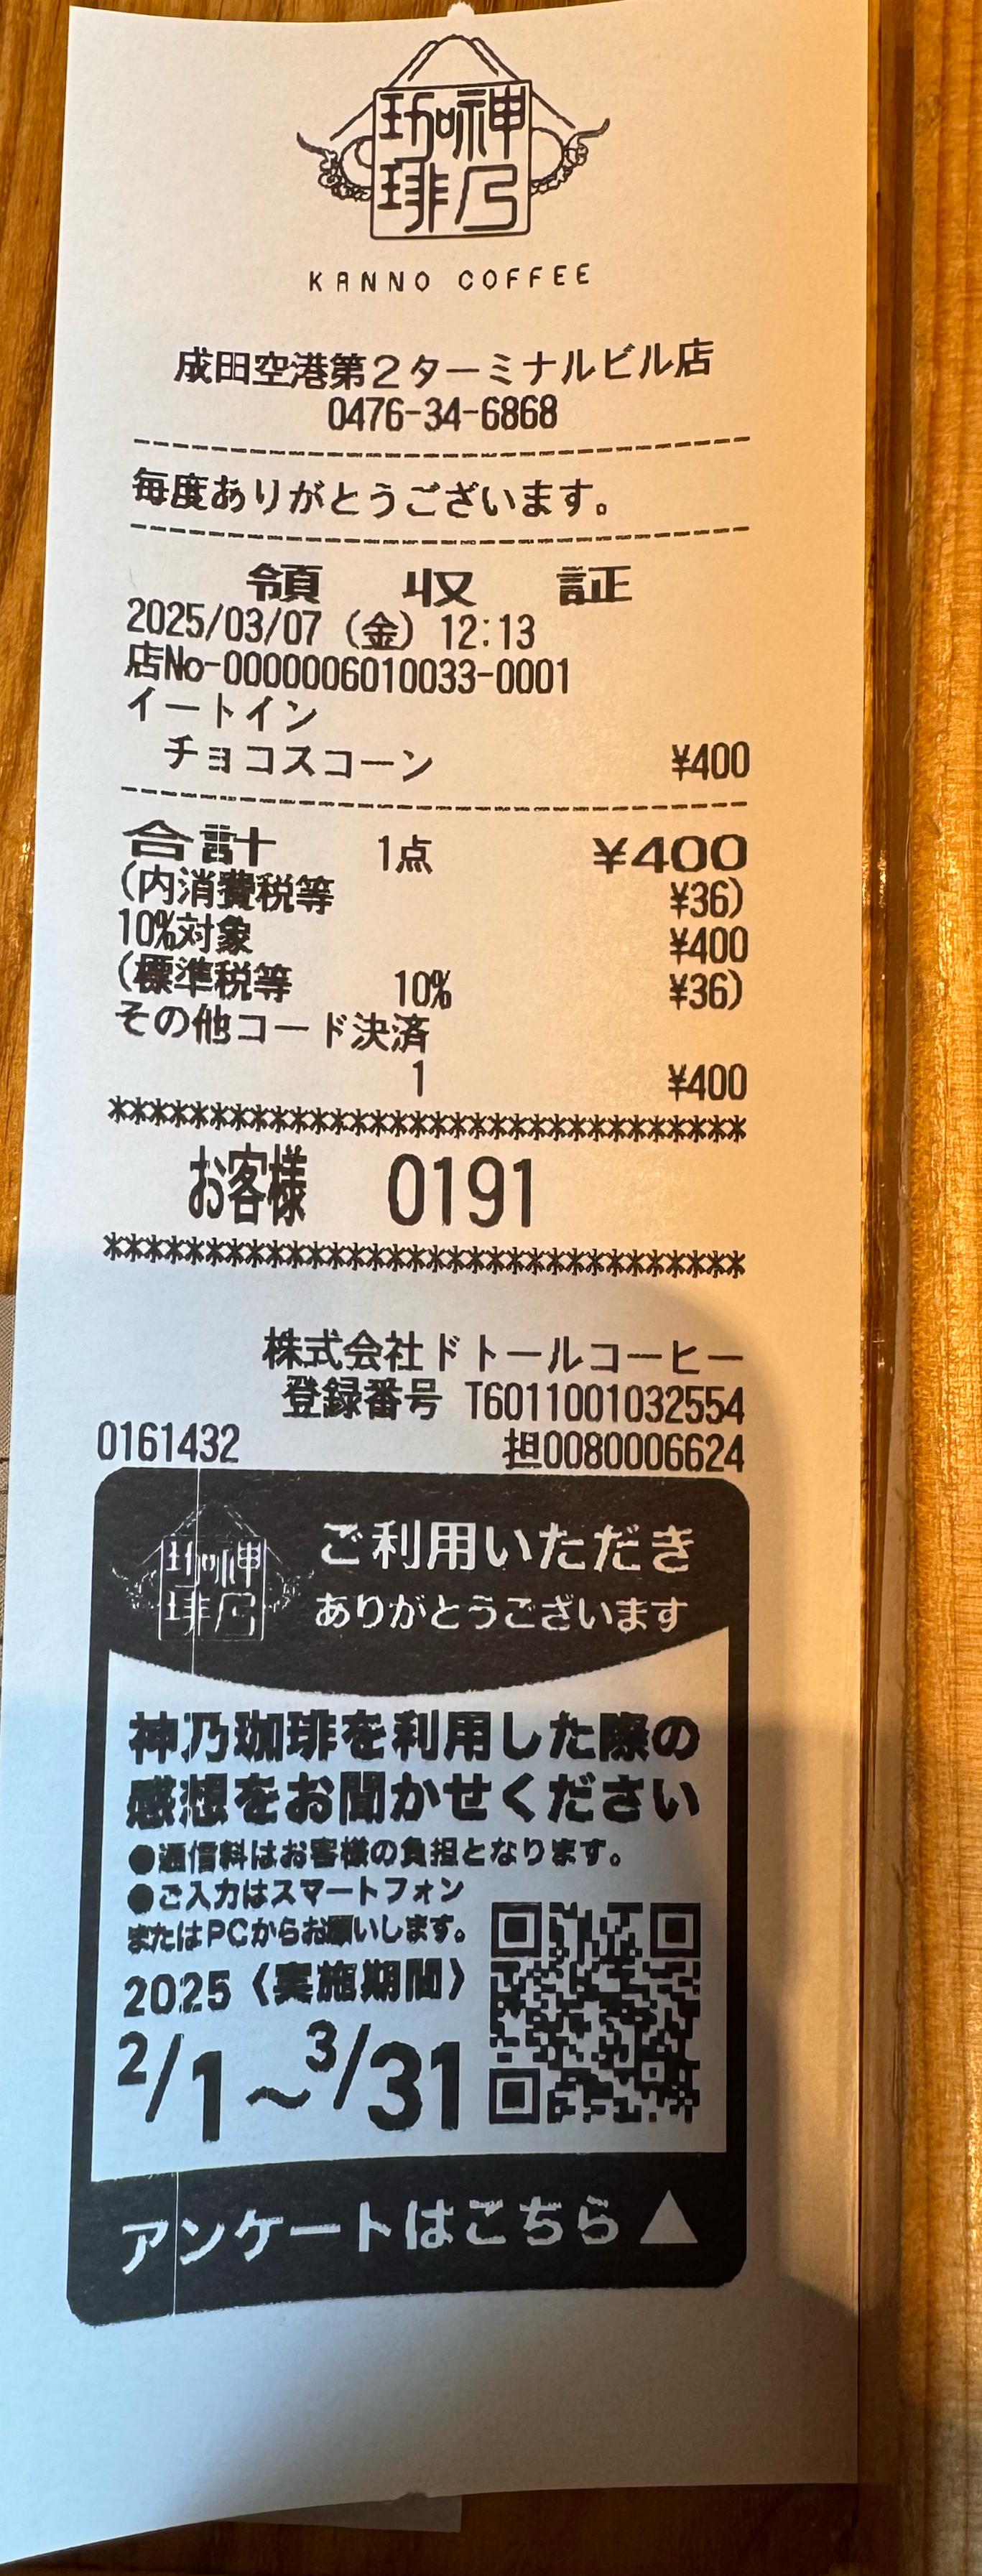 神乃珈琲
KANNO COFFEE
成田空港第2ターミナルビル店
0476-34-6868
毎度ありがとうございます。
領 収 証
2025/03/07 (金) 12:13
店No-0000006010033-0001
イートイン
チョコスコーン ¥400
合計 1点 ¥400
(内消費税等 ¥36)
10%対象 ¥400
(標準税等 10% ¥36)
その他コード決済
1 ¥400
*******************************
お客様 0191
*******************************
株式会社ドトールコーヒー
登録番号 T6011001032554
0161432 担0080006624
神乃珈琲
ご利用いただき
ありがとうございます
神乃珈琲を利用した際の
感想をお聞かせください
●通信料はお客様の負担となります。
●ご入力はスマートフォン
またはPCからお願いします。
2025〈実施期間〉
2/1～3/31
アンケートはこちら▲